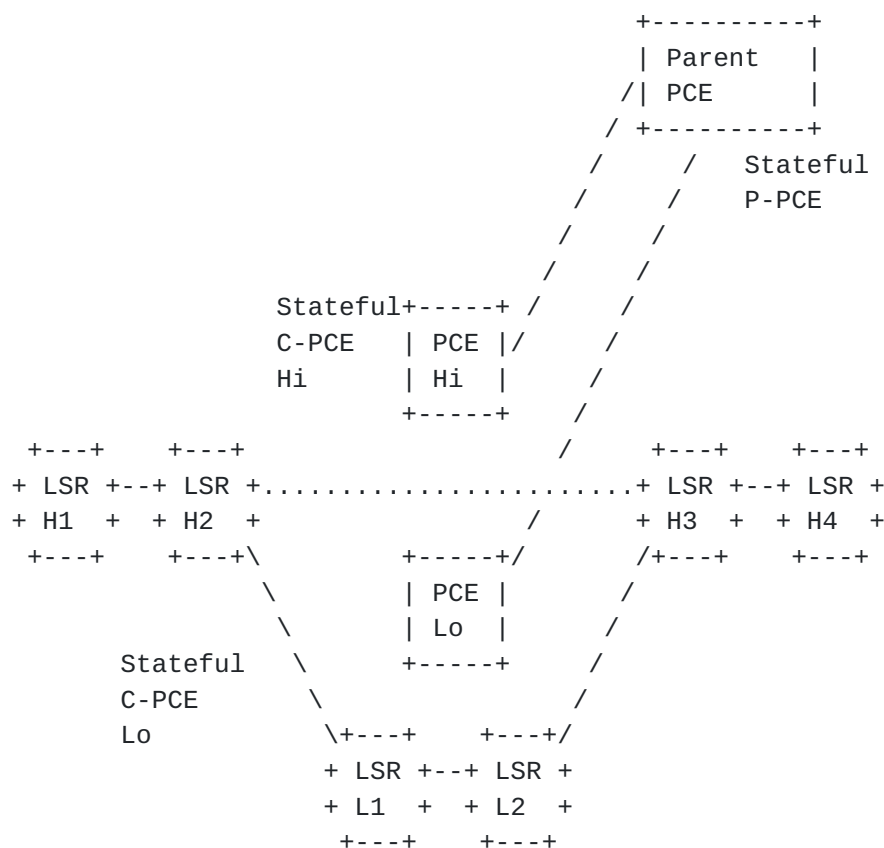 Parent
PCE
Stateful
P-PCE
Stateful
C-PCE PCE
Hi Hi
LSR LSR LSR LSR
H1 H2 H3 H4
PCE
Lo
Stateful
C-PCE
Lo
LSR LSR
L1 L2